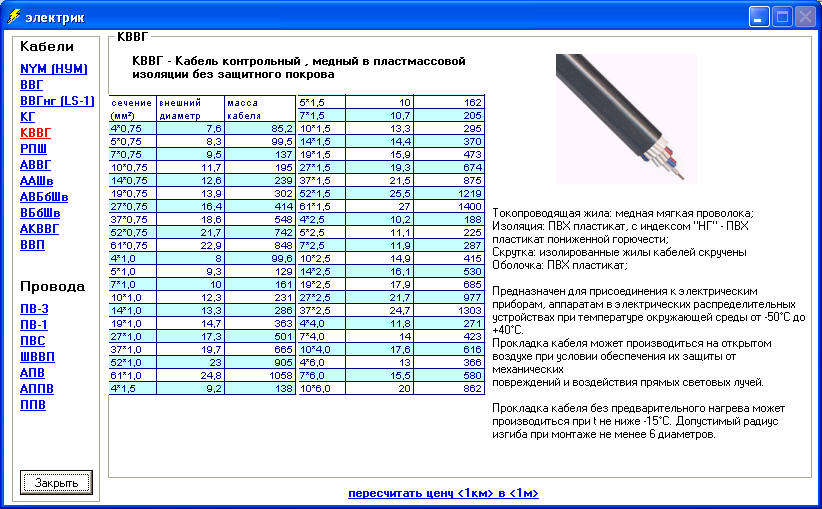 электрик
Кабели
NYM (НУМ)
ВВГ
ВВГнг (LS-1)
КГ
КВВГ
РПШ
АВВГ
ААШв
АВБбШв
ВБбШв
АКВВГ
ВВП
Провода
ПВ-3
ПВ-1
ПВС
ШВВП
АПВ
АППВ
ППВ
Закрыть
КВВГ
КВВГ - Кабель контрольный , медный в пластмассовой
изоляции без защитного покрова
сечение (мм²) внешний диаметр масса кабеля
4*0,75 7,6 85,2
5*0,75 8,3 99,5
7*0,75 9,5 137
10*0,75 11,7 195
14*0,75 12,6 239
19*0,75 13,9 302
27*0,75 16,4 414
37*0,75 18,6 548
52*0,75 21,7 742
61*0,75 22,9 848
4*1,0 8 99,6
5*1,0 9,3 129
7*1,0 10 161
10*1,0 12,3 231
14*1,0 13,3 286
19*1,0 14,7 363
27*1,0 17,3 501
37*1,0 19,7 665
52*1,0 23 905
61*1,0 24,8 1058
4*1,5 9,2 138
5*1,5 10 162
7*1,5 10,7 205
10*1,5 13,3 295
14*1,5 14,4 370
19*1,5 15,9 473
27*1,5 19,3 674
37*1,5 21,5 875
52*1,5 25,5 1219
61*1,5 27 1400
4*2,5 10,2 188
5*2,5 11,1 225
7*2,5 11,9 287
10*2,5 14,9 415
14*2,5 16,1 530
19*2,5 17,9 685
27*2,5 21,7 977
37*2,5 24,7 1303
4*4,0 11,8 271
7*4,0 14 423
10*4,0 17,6 616
4*6,0 13 366
7*6,0 15,5 580
10*6,0 20 862
Токопроводящая жила: медная мягкая проволока;
Изоляция: ПВХ пластикат, с индексом "НГ" - ПВХ
пластикат пониженной горючести;
Скрутка: изолированные жилы кабелей скручены
Оболочка: ПВХ пластикат;
Предназначен для присоединения к электрическим
приборам, аппаратам в электрических распределительных
устройствах при температуре окружающей среды от -50°С до
+40°С.
Прокладка кабеля может производиться на открытом
воздухе при условии обеспечения их защиты от
механических
повреждений и воздействия прямых световых лучей.
Прокладка кабеля без предварительного нагрева может
производиться при t не ниже -15°С. Допустимый радиус
изгиба при монтаже не менее 6 диаметров.
пересчитать цену <1км> в <1м>